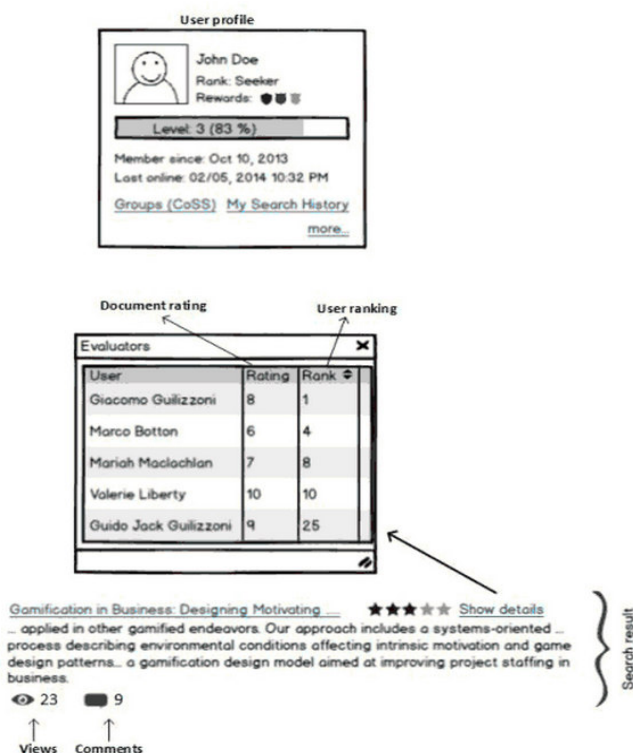 User profile
John Doe
Rank: Seeker
Rewards:
Level: 3 (83 %)
Member since: Oct 10, 2013
Last online: 02/05, 2014 10:32 PM
Groups (CoSS) My Search History
more...
Document rating User ranking
Evaluators
User Rating Rank
Giacomo Guilizzoni 8 1
Marco Botton 6 4
Mariah Maclachlan 7 8
Valerie Liberty 10 10
Guido Jack Guilizzoni 9 25
Gamification in Business: Designing Motivating .... Show details
... applied in other gamified endeavors. Our approach includes a systems-oriented ...
process describing environmental conditions affecting intrinsic motivation and game
design patterns... a gamification design model aimed at improving project staffing in
business.
23 9
Views Comments
Search result